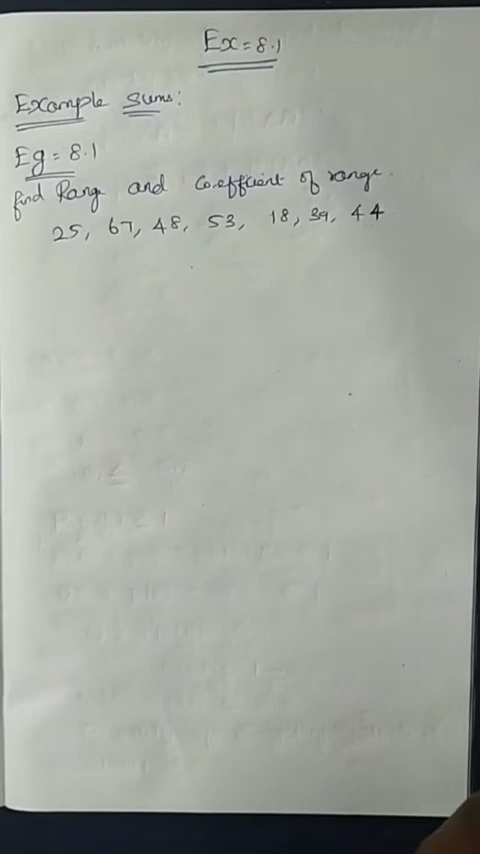 Ex = 8.1
Example sums:
Eg = 8.1
find Range and Co.efficient of range.
25, 67, 48, 53, 18, 39, 44